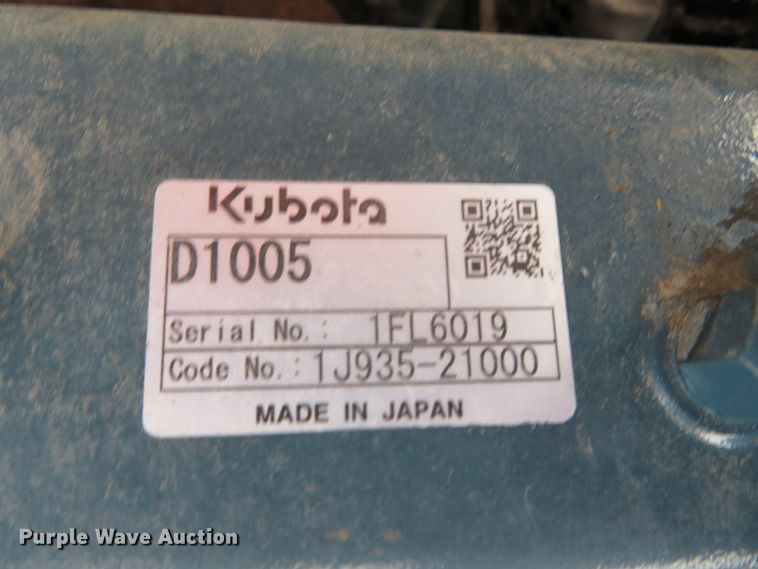 Kubota
D1005
Serial No.: 1FL6019
Code No.: 1J935-21000
MADE IN JAPAN
Purple Wave Auction